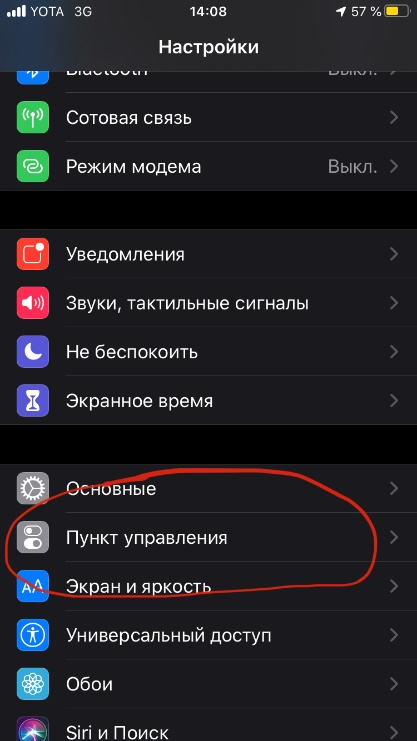 YOTA 3G 14:08 57 %
Настройки
Bluetooth Выкл.
Сотовая связь
Режим модема Выкл.
Уведомления
Звуки, тактильные сигналы
Не беспокоить
Экранное время
Основные
Пункт управления
AA Экран и яркость
Универсальный доступ
Обои
Siri и Поиск